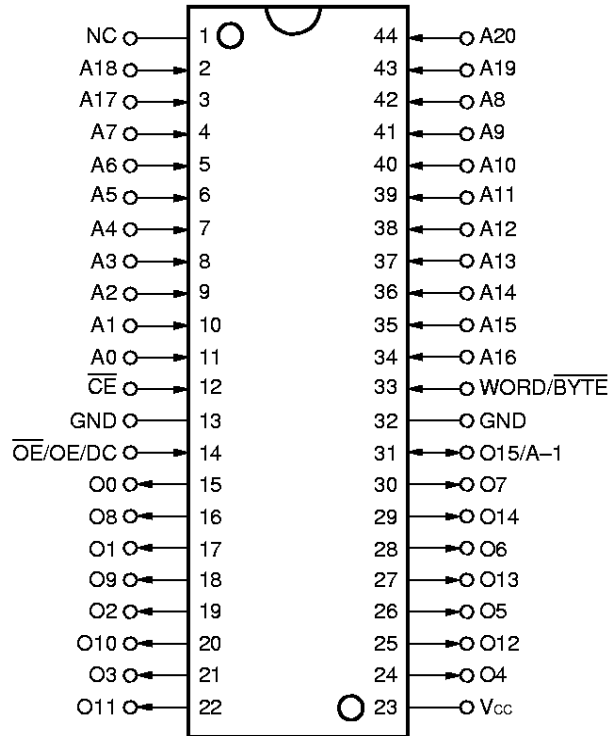 NC 1 44 A20
A18 2 43 A19
A17 3 42 A8
A7 4 41 A9
A6 5 40 A10
A5 6 39 A11
A4 7 38 A12
A3 8 37 A13
A2 9 36 A14
A1 10 35 A15
A0 11 34 A16
C̅E̅ 12 33 WORD/B̅Y̅T̅E̅
GND 13 32 GND
O̅E̅/OE/DC 14 31 O15/A−1
O0 15 30 O7
O8 16 29 O14
O1 17 28 O6
O9 18 27 O13
O2 19 26 O5
O10 20 25 O12
O3 21 24 O4
O11 22 23 Vcc